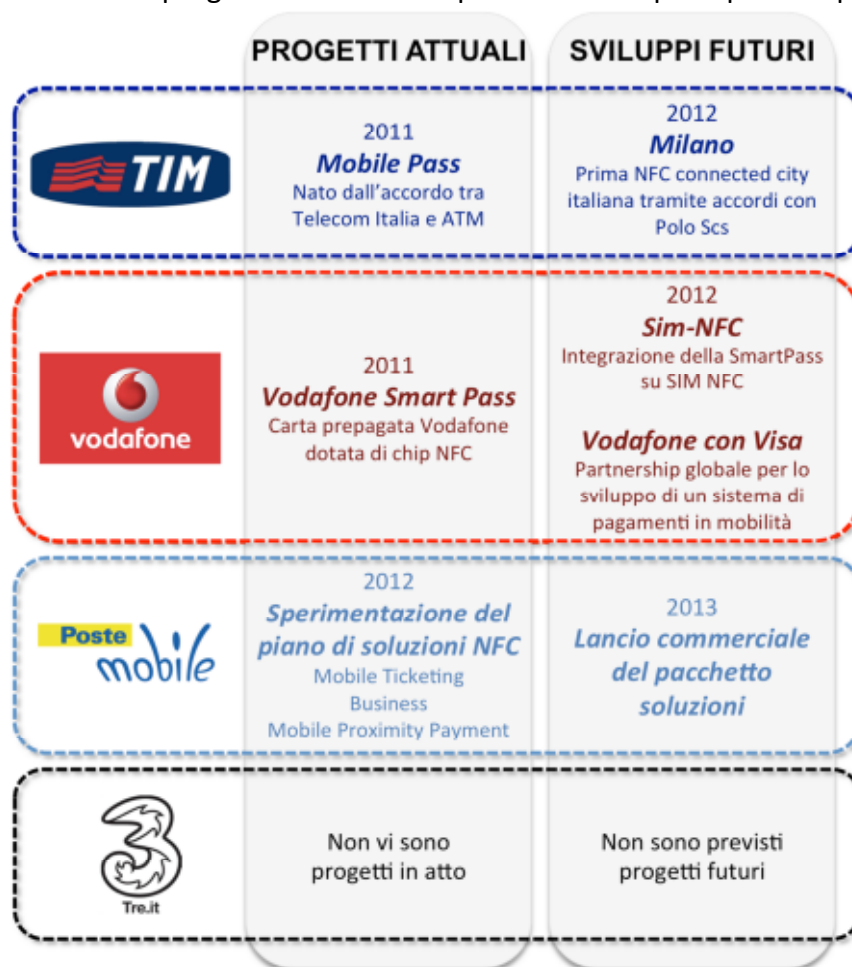 PROGETTI ATTUALI
SVILUPPI FUTURI
TIM
2011
Mobile Pass
Nato dall'accordo tra
Telecom Italia e ATM
2012
Milano
Prima NFC connected city
italiana tramite accordi con
Polo Scs
vodafone
2011
Vodafone Smart Pass
Carta prepagata Vodafone
dotata di chip NFC
2012
Sim-NFC
Integrazione della SmartPass
su SIM NFC
Vodafone con Visa
Partnership globale per lo
sviluppo di un sistema di
pagamenti in mobilità
Poste
mobile
2012
Sperimentazione del
piano di soluzioni NFC
Mobile Ticketing
Business
Mobile Proximity Payment
2013
Lancio commerciale
del pacchetto
soluzioni
3
Tre.it
Non vi sono
progetti in atto
Non sono previsti
progetti futuri